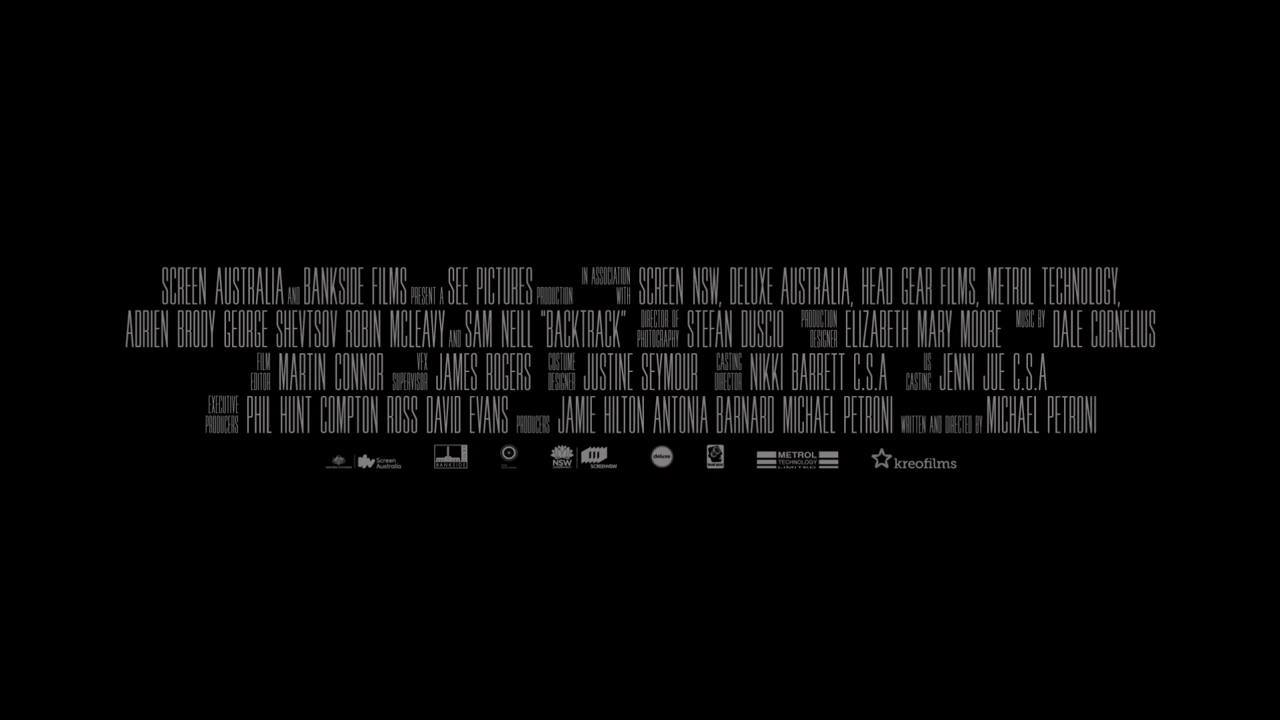 SCREEN AUSTRALIA AND BANKSIDE FILMS PRESENT A SEE PICTURES PRODUCTION IN ASSOCIATION WITH SCREEN NSW, DELUXE AUSTRALIA, HEAD GEAR FILMS, METROL TECHNOLOGY,
ADRIEN BRODY GEORGE SHEVTSOV ROBIN MCLEAVY AND SAM NEILL "BACKTRACK" DIRECTOR OF PHOTOGRAPHY STEFAN DUSCIO PRODUCTION DESIGNER ELIZABETH MARY MOORE MUSIC BY DALE CORNELIUS
FILM EDITOR MARTIN CONNOR VFX SUPERVISOR JAMES ROGERS COSTUME DESIGNER JUSTINE SEYMOUR CASTING DIRECTOR NIKKI BARRETT C.S.A US CASTING JENNI JUE C.S.A
EXECUTIVE PRODUCERS PHIL HUNT COMPTON ROSS DAVID EVANS PRODUCERS JAMIE HILTON ANTONIA BARNARD MICHAEL PETRONI WRITTEN AND DIRECTED BY MICHAEL PETRONI
Screen Australia BANKSIDE NSW SCREENNSW deluxe METROL TECHNOLOGY LIMITED kreofilms